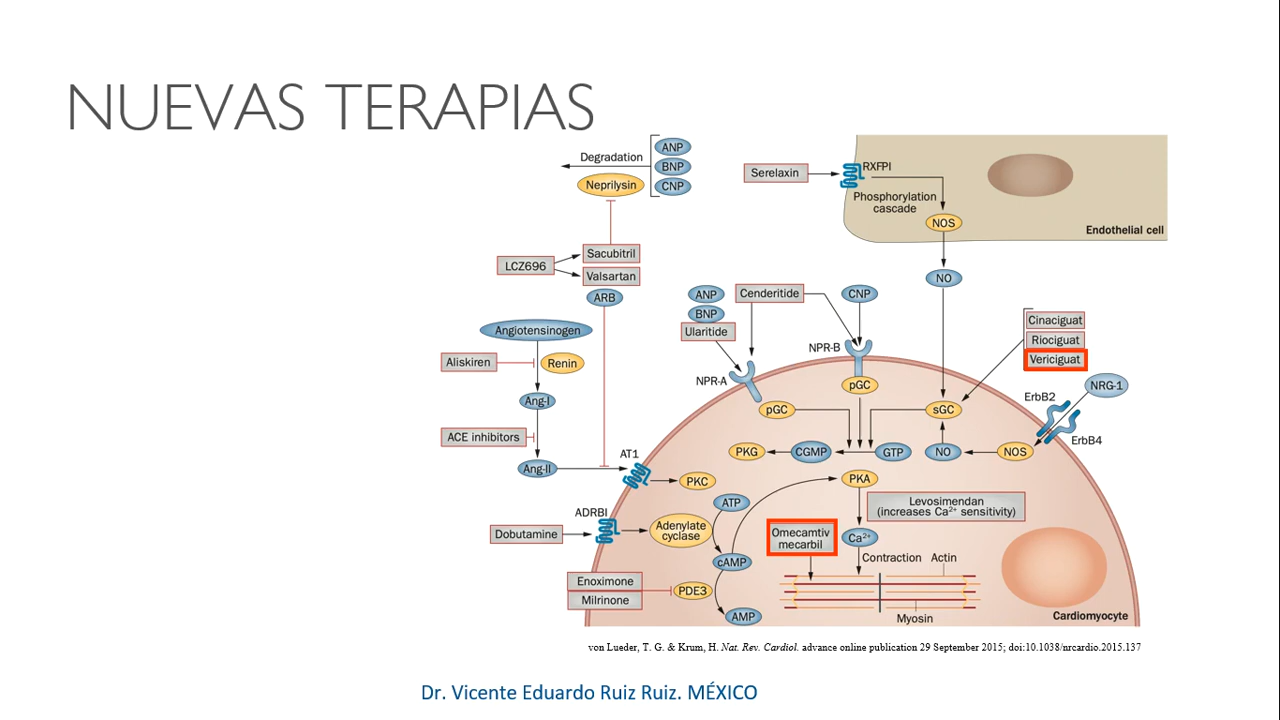 NUEVAS TERAPIAS
Degradation
ANP
BNP
CNP
Neprilysin
LCZ696
Sacubitril
Valsartan
ARB
Serelaxin
RXFPI
Phosphorylation
cascade
NOS
Endothelial cell
NO
Angiotensinogen
Aliskiren
Renin
Ang-I
ACE inhibitors
Ang-II
AT1
PKC
ANP
BNP
Ularitide
Cenderitide
CNP
NPR-A
NPR-B
pGC
pGC
Cinaciguat
Riociguat
Vericiguat
sGC
ErbB2
NRG-1
ErbB4
PKG
CGMP
GTP
NO
NOS
Dobutamine
ADRBI
Adenylate
cyclase
ATP
cAMP
AMP
Enoximone
Milrinone
PDE3
PKA
Levosimendan
(increases Ca²⁺ sensitivity)
Omecamtiv
mecarbil
Ca²⁺
Contraction
Actin
Myosin
Cardiomyocyte
von Lueder, T. G. & Krum, H. Nat. Rev. Cardiol. advance online publication 29 September 2015; doi:10.1038/nrcardio.2015.137
Dr. Vicente Eduardo Ruiz Ruiz. MÉXICO